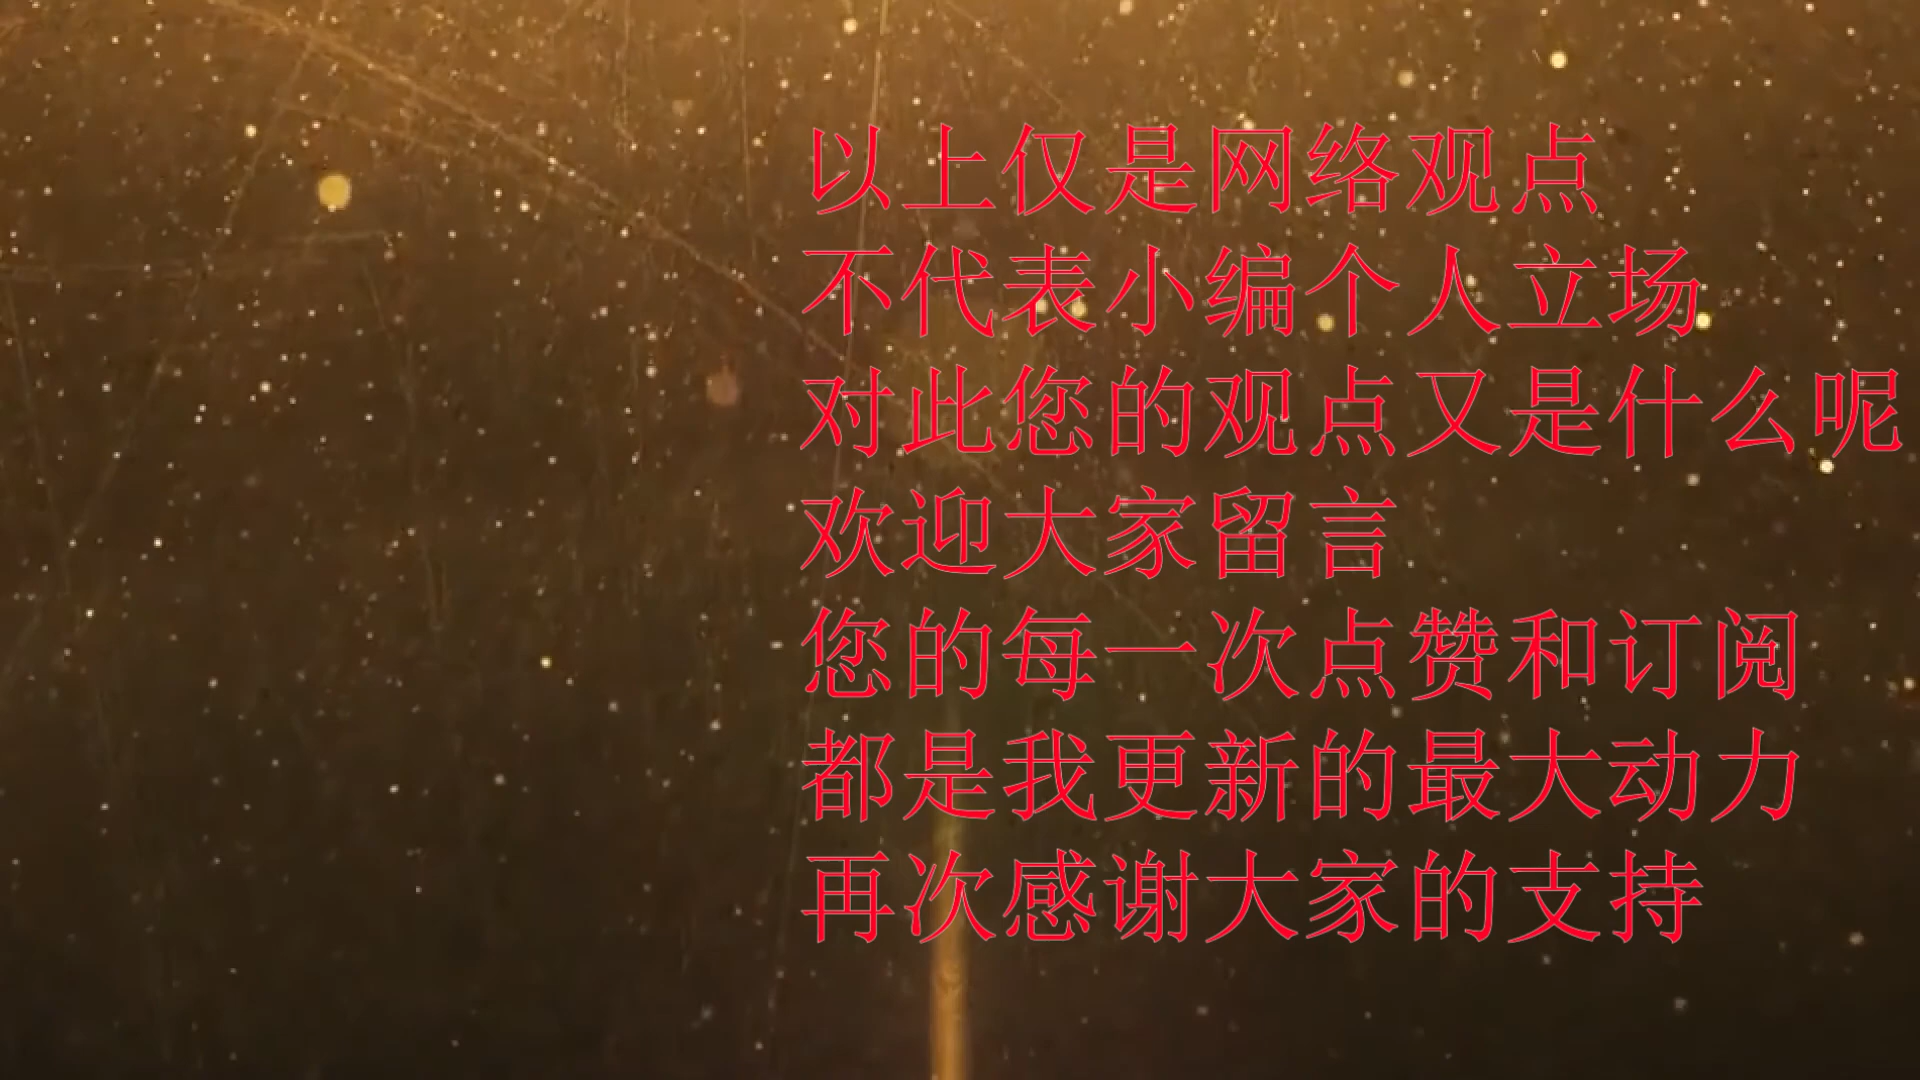 以上仅是网络观点
不代表小编个人立场
对此您的观点又是什么呢
欢迎大家留言
您的每一次点赞和订阅
都是我更新的最大动力
再次感谢大家的支持